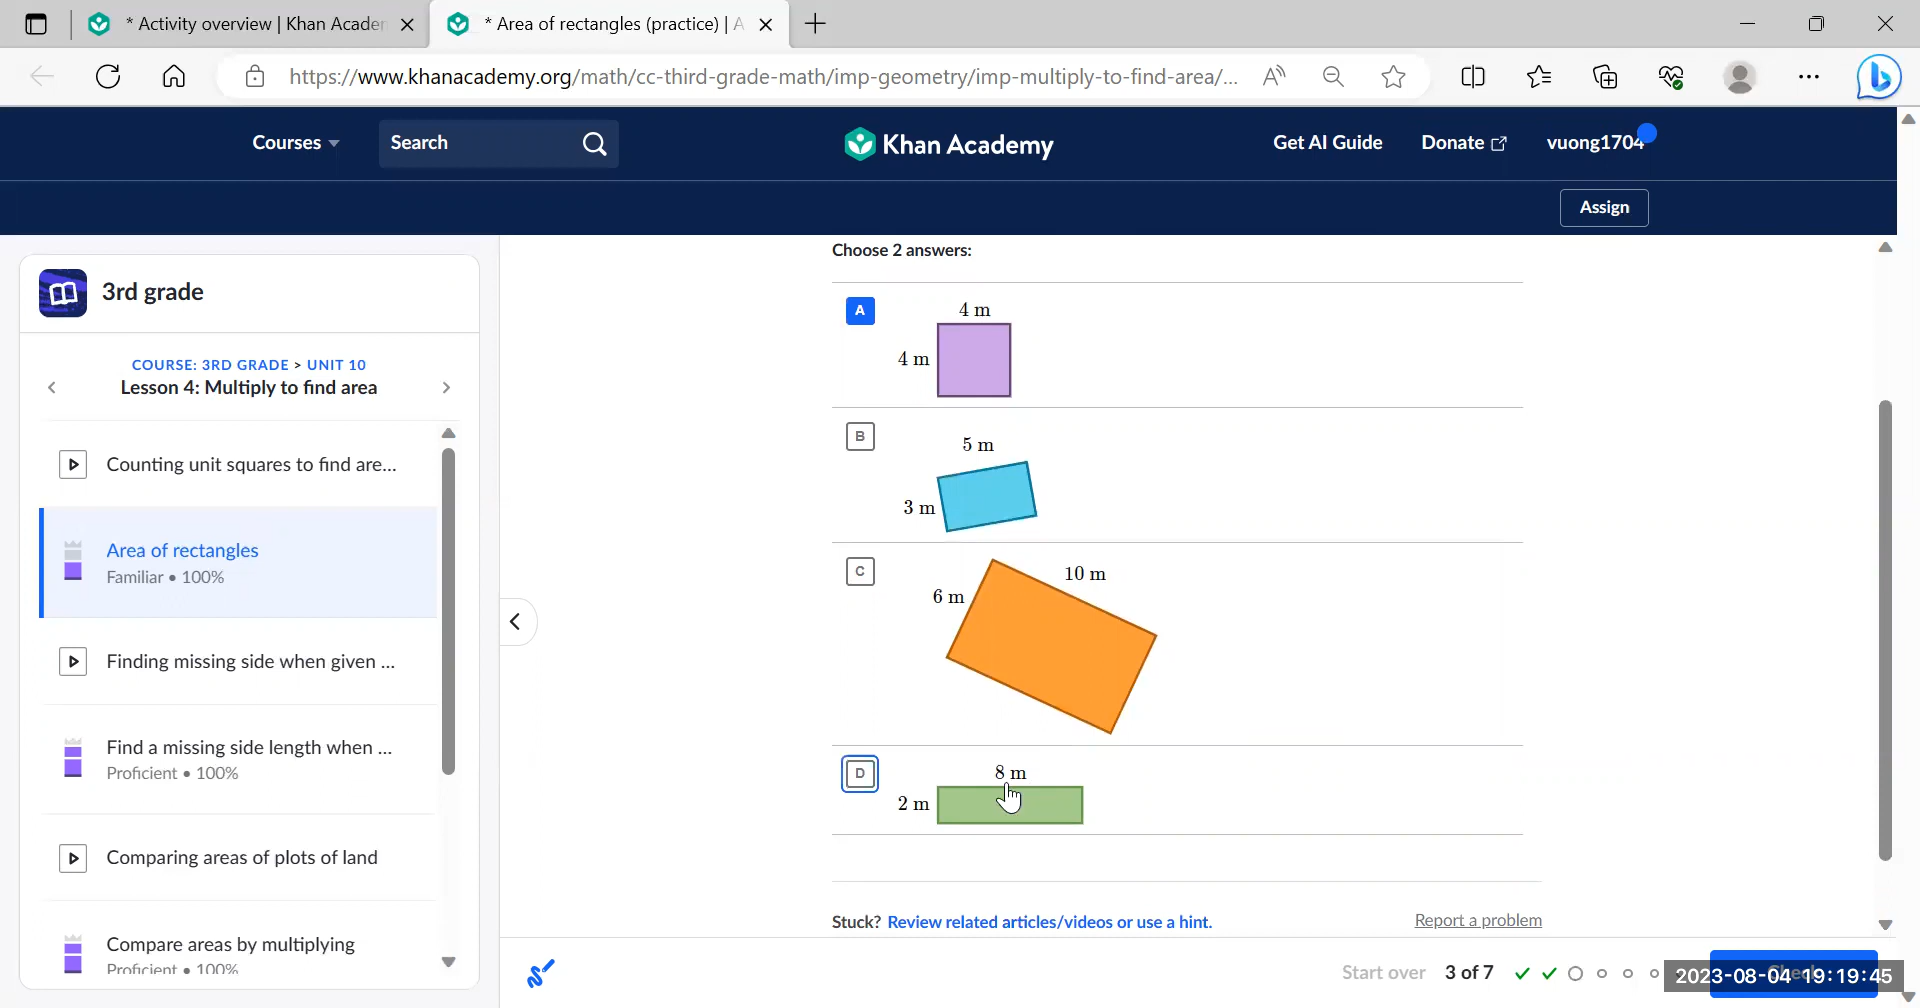 * Activity overview | Khan Academ
* Area of rectangles (practice) | A
https://www.khanacademy.org/math/cc-third-grade-math/imp-geometry/imp-multiply-to-find-area/...
Courses
Search
Khan Academy
Get AI Guide
Donate
vuong1704
Assign
3rd grade
COURSE: 3RD GRADE > UNIT 10
Lesson 4: Multiply to find area
Counting unit squares to find are...
Area of rectangles
Familiar • 100%
Finding missing side when given ...
Find a missing side length when ...
Proficient • 100%
Comparing areas of plots of land
Compare areas by multiplying
Proficient • 100%
Choose 2 answers:
A
4 m
4 m
B
5 m
3 m
C
10 m
6 m
D
8 m
2 m
Stuck? Review related articles/videos or use a hint.
Report a problem
Start over
3 of 7
2023-08-04 19:19:45